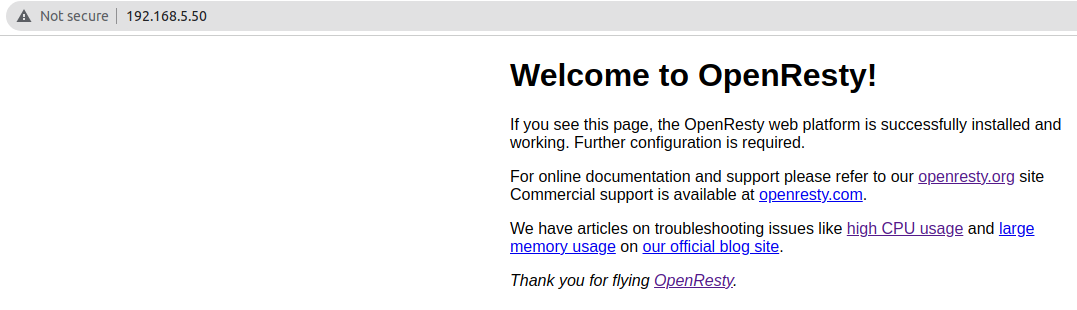 Not secure 192.168.5.50
Welcome to OpenResty!
If you see this page, the OpenResty web platform is successfully installed and
working. Further configuration is required.
For online documentation and support please refer to our openresty.org site
Commercial support is available at openresty.com.
We have articles on troubleshooting issues like high CPU usage and large
memory usage on our official blog site.
Thank you for flying OpenResty.